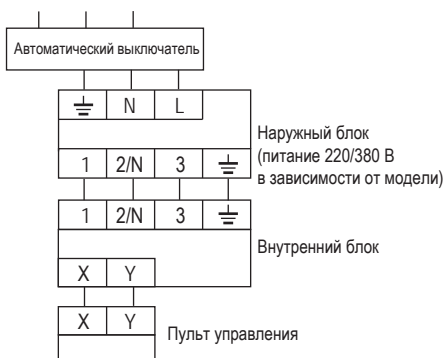 Автоматический выключатель
N L
Наружный блок
(питание 220/380 В
в зависимости от модели)
1 2/N 3
1 2/N 3
Внутренний блок
X Y
X Y
Пульт управления